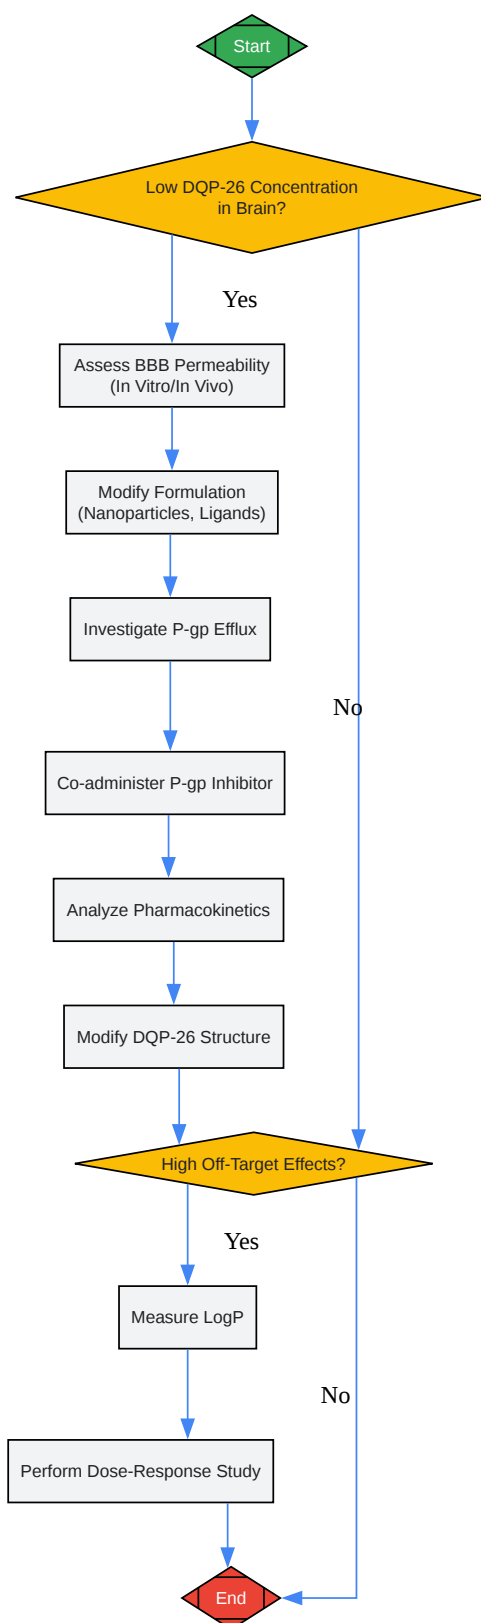 Start
Low DQP-26 Concentration
in Brain?
Yes
Assess BBB Permeability
(In Vitro/In Vivo)
Modify Formulation
(Nanoparticles, Ligands)
Investigate P-gp Efflux
No
Co-administer P-gp Inhibitor
Analyze Pharmacokinetics
Modify DQP-26 Structure
High Off-Target Effects?
Yes
Measure LogP
No
Perform Dose-Response Study
End